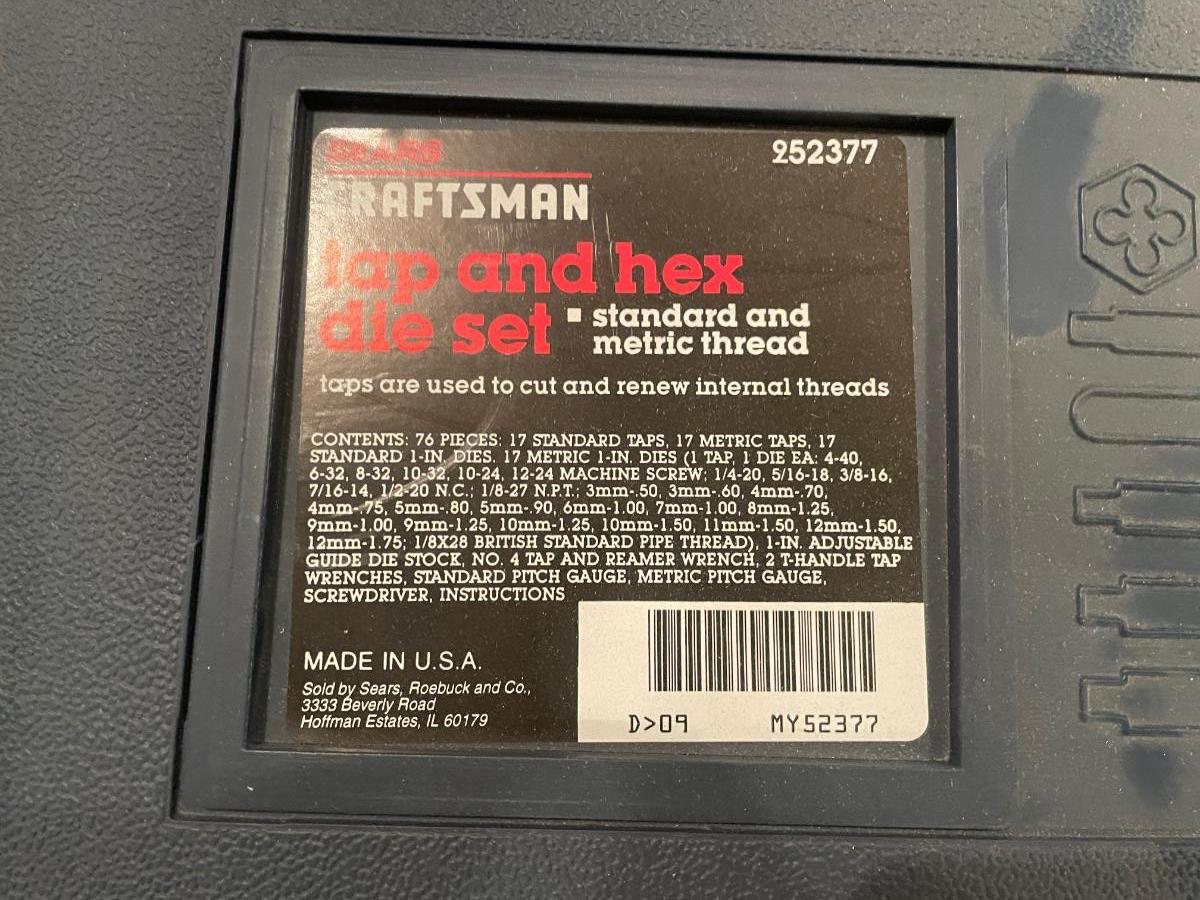 SEARS
252377
CRAFTSMAN
tap and hex
die set ▪ standard and
metric thread
taps are used to cut and renew internal threads
CONTENTS: 76 PIECES: 17 STANDARD TAPS, 17 METRIC TAPS, 17
STANDARD 1-IN. DIES. 17 METRIC 1-IN. DIES (1 TAP, 1 DIE EA: 4-40,
6-32, 8-32, 10-32, 10-24, 12-24 MACHINE SCREW; 1/4-20, 5/16-18, 3/8-16,
7/16-14, 1/2-20 N.C.; 1/8-27 N.P.T.; 3mm-.50, 3mm-.60, 4mm-.70,
4mm-.75, 5mm-.80, 5mm-.90, 6mm-1.00, 7mm-1.00, 8mm-1.25,
9mm-1.00, 9mm-1.25, 10mm-1.25, 10mm-1.50, 11mm-1.50, 12mm-1.50,
12mm-1.75; 1/8X28 BRITISH STANDARD PIPE THREAD), 1-IN. ADJUSTABLE
GUIDE DIE STOCK, NO. 4 TAP AND REAMER WRENCH, 2 T-HANDLE TAP
WRENCHES, STANDARD PITCH GAUGE, METRIC PITCH GAUGE,
SCREWDRIVER, INSTRUCTIONS
MADE IN U.S.A.
Sold by Sears, Roebuck and Co.,
3333 Beverly Road
Hoffman Estates, IL 60179
D>09 MY52377